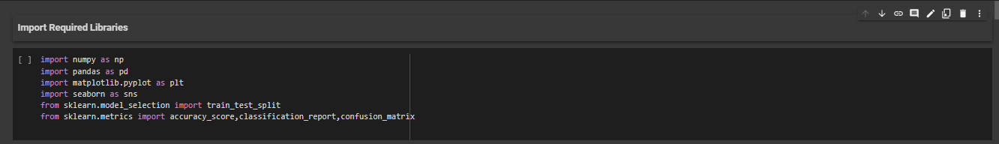 Import Required Libraries
[ ]
import numpy as np
import pandas as pd
import matplotlib.pyplot as plt
import seaborn as sns
from sklearn.model_selection import train_test_split
from sklearn.metrics import accuracy_score,classification_report,confusion_matrix